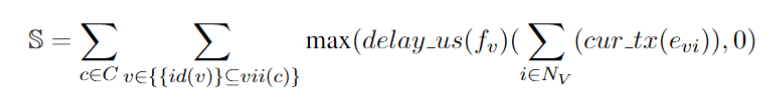 𝕊 = ∑_{c∈C} ∑_{v∈{{id(v)}⊆vii(c)}} max(delay_us(f_v)(∑_{i∈N_V} (cur_tx(e_{vi})), 0)